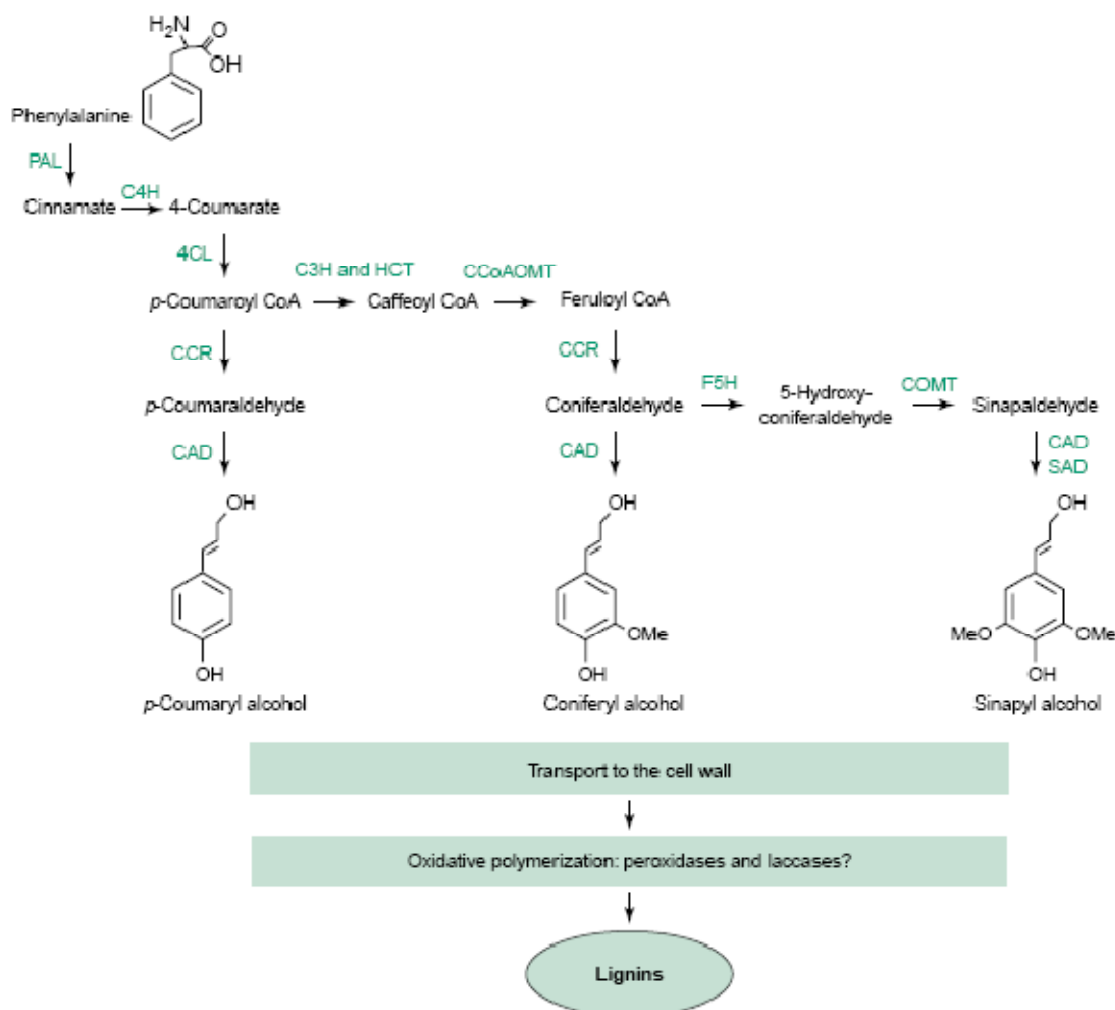 H₂N
O
OH
Phenylalanine
PAL
C4H
Cinnamate
4-Coumarate
4CL
C3H and HCT
CCoAOMT
p-Coumaroyl CoA
Caffeoyl CoA
Feruloyl CoA
CCR
CCR
p-Coumaraldehyde
Coniferaldehyde
F5H
5-Hydroxy-
coniferaldehyde
COMT
Sinapaldehyde
CAD
CAD
CAD
SAD
OH
OH
OH
OMe
MeO
OMe
OH
OH
OH
p-Coumaryl alcohol
Coniferyl alcohol
Sinapyl alcohol
Transport to the cell wall
Oxidative polymerization: peroxidases and laccases?
Lignins